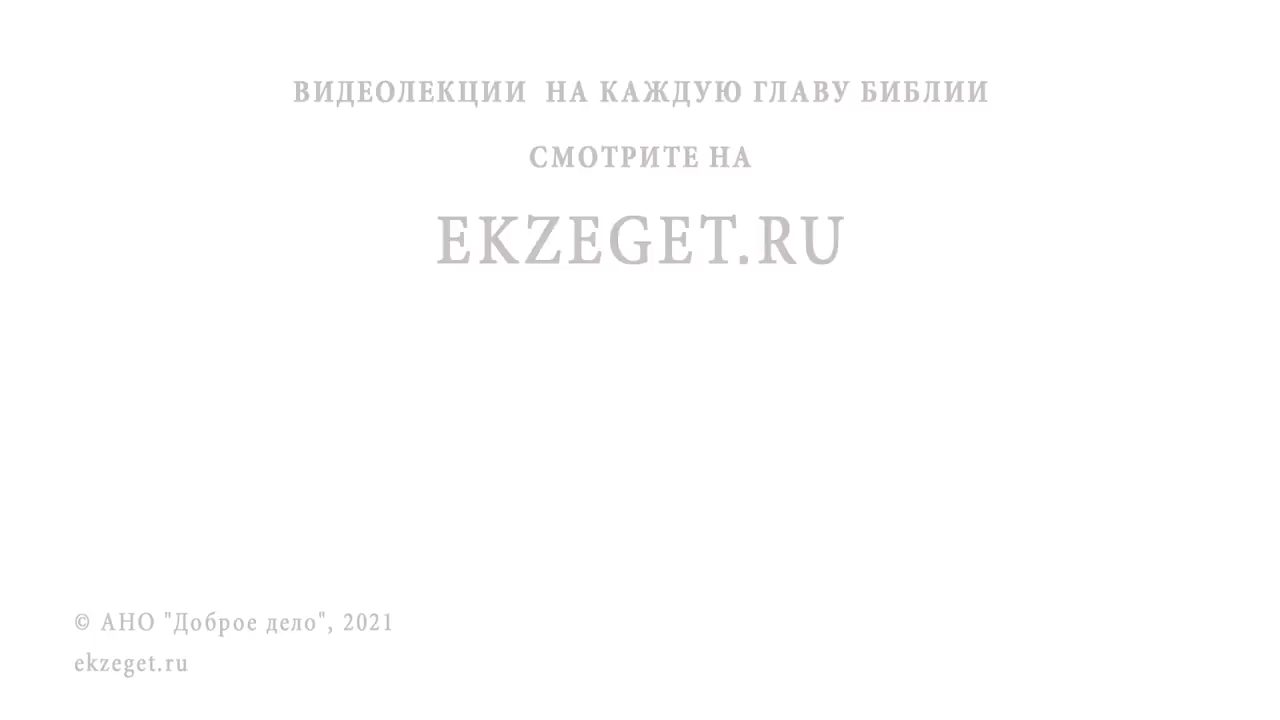 ВИДЕОЛЕКЦИИ НА КАЖДУЮ ГЛАВУ БИБЛИИ
СМОТРИТЕ НА
EKZEGET.RU
© АНО "Доброе дело", 2021
ekzeget.ru